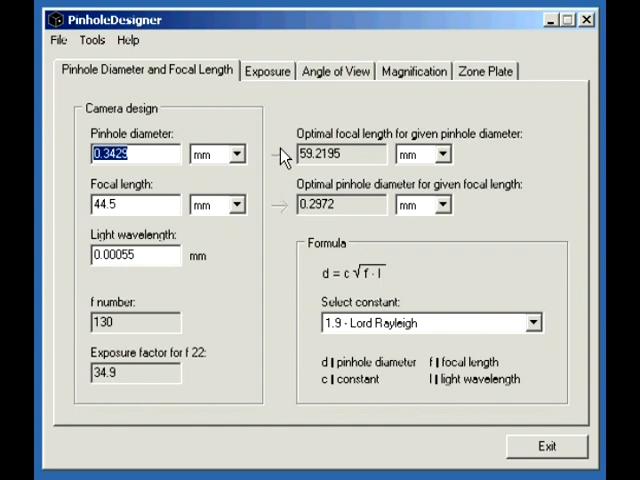 PinholeDesigner
File Tools Help
Pinhole Diameter and Focal Length Exposure Angle of View Magnification Zone Plate
Camera design
Pinhole diameter:
0.3429 mm
Focal length:
44.5 mm
Light wavelength:
0.00055 mm
f number:
130
Exposure factor for f 22:
34.9
Optimal focal length for given pinhole diameter:
59.2195 mm
Optimal pinhole diameter for given focal length:
0.2972 mm
Formula
d = c √f · l
Select constant:
1.9 - Lord Rayleigh
d | pinhole diameter f | focal length
c | constant l | light wavelength
Exit